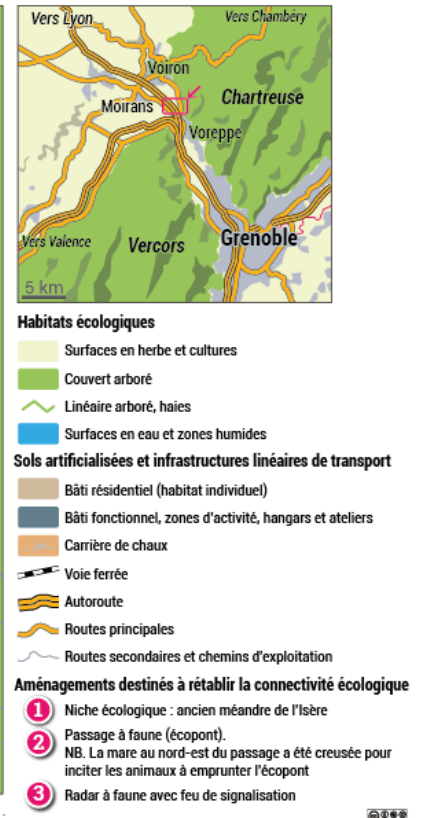 Vers Lyon
Vers Chambéry
Voiron
Moirans
Chartreuse
Voreppe
Vers Valence
Vercors
Grenoble
5 km
Habitats écologiques
Surfaces en herbe et cultures
Couvert arboré
Linéaire arboré, haies
Surfaces en eau et zones humides
Sols artificialisées et infrastructures linéaires de transport
Bâti résidentiel (habitat individuel)
Bâti fonctionnel, zones d'activité, hangars et ateliers
Carrière de chaux
Voie ferrée
Autoroute
Routes principales
Routes secondaires et chemins d'exploitation
Aménagements destinés à rétablir la connectivité écologique
1 Niche écologique : ancien méandre de l'Isère
2 Passage à faune (écopont).
NB. La mare au nord-est du passage a été creusée pour
inciter les animaux à emprunter l'écopont
3 Radar à faune avec feu de signalisation